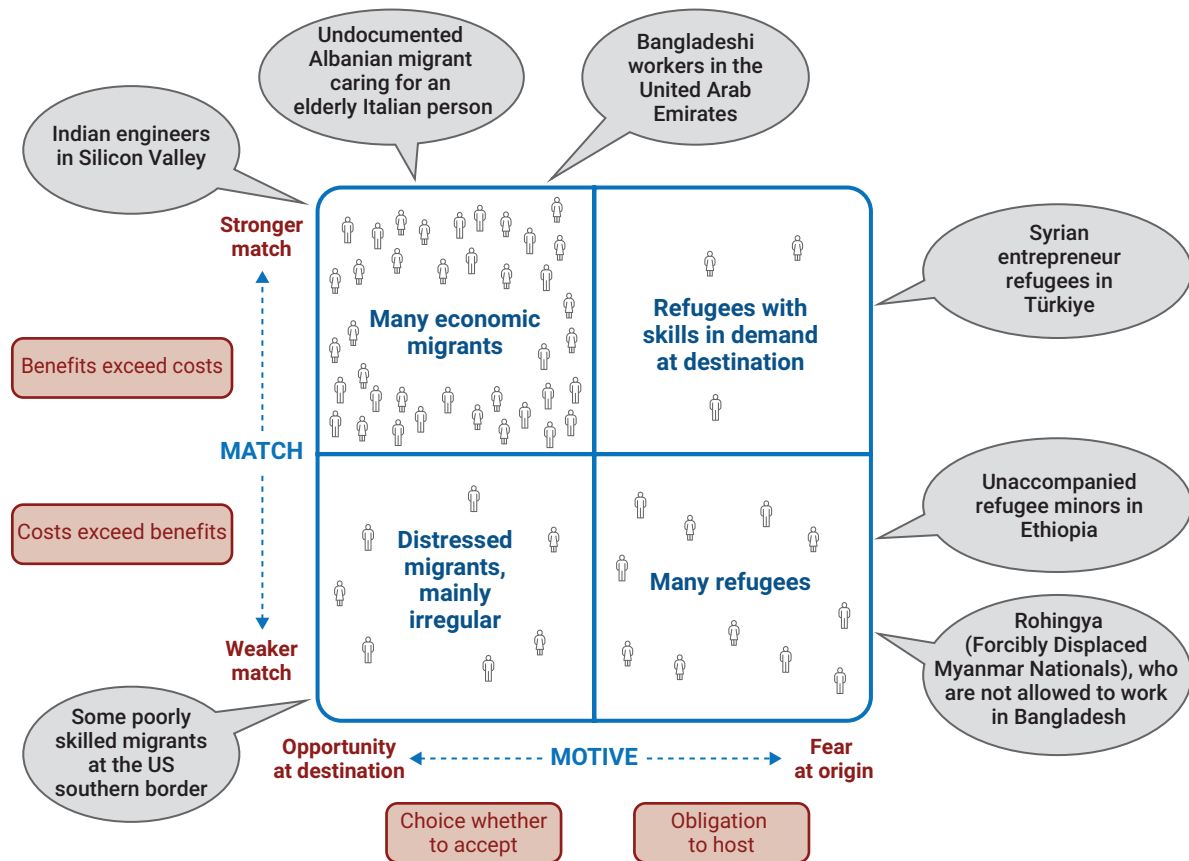 Undocumented
Albanian migrant
caring for an
elderly Italian person
Bangladeshi
workers in the
United Arab
Emirates
Indian engineers
in Silicon Valley
Stronger
match
Syrian
entrepreneur
refugees in
Türkiye
Many economic
migrants
Refugees with
skills in demand
at destination
Benefits exceed costs
MATCH
Costs exceed benefits
Unaccompanied
refugee minors in
Ethiopia
Distressed
migrants,
mainly
irregular
Many refugees
Weaker
match
Rohingya
(Forcibly Displaced
Myanmar Nationals), who
are not allowed to work
in Bangladesh
Some poorly
skilled migrants
at the US
southern border
Opportunity
at destination
MOTIVE
Fear
at origin
Choice whether
to accept
Obligation
to host